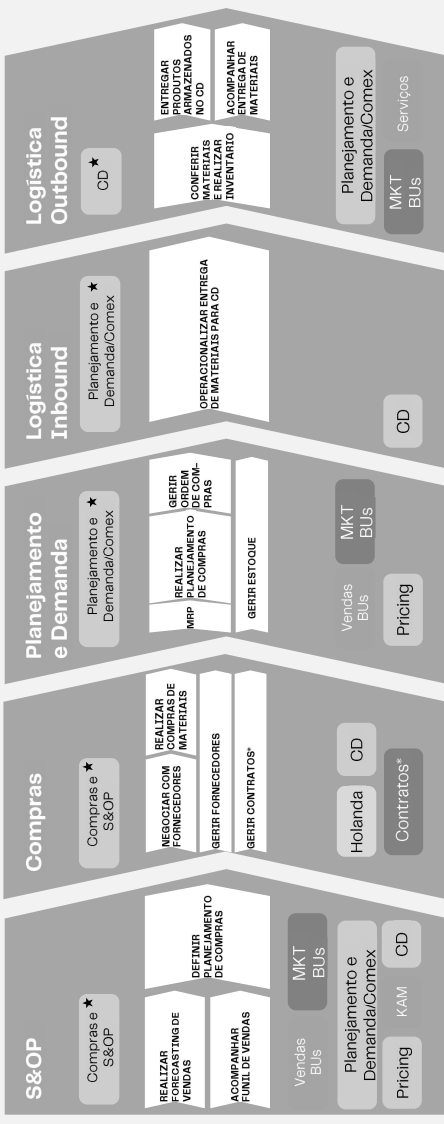 S&OP
Compras e
S&OP
REALIZAR
FORECASTING DE
VENDAS
ACOMPANHAR
FUNIL DE VENDAS
DEFINIR
PLANEJAMENTO
DE COMPRAS
Vendas
BUs
MKT
BUs
Planejamento e
Demanda/Comex
Pricing
KAM
CD
Compras
Compras e
S&OP
NEGOCIAR COM
FORNECEDORES
REALIZAR
COMPRAS DE
MATERIAIS
GERIR FORNECEDORES
GERIR CONTRATOS*
Holanda
CD
Contratos*
Planejamento
e Demanda
Planejamento e
Demanda/Comex
MRP
REALIZAR
PLANEJAMENTO
DE COMPRAS
GERIR
ORDEM
DE COM-
PRAS
GERIR ESTOQUE
Vendas
BUs
MKT
BUs
Pricing
Logística
Inbound
Planejamento e
Demanda/Comex
OPERACIONALIZAR ENTREGA
DE MATERIAIS PARA CD
CD
Logística
Outbound
CD
CONFERIR
MATERIAIS
E REALIZAR
INVENTÁRIO
ENTREGAR
PRODUTOS
ARMAZENADOS
NO CD
ACOMPANHAR
ENTREGA DE
MATERIAIS
Planejamento e
Demanda/Comex
MKT
BUs
Serviços